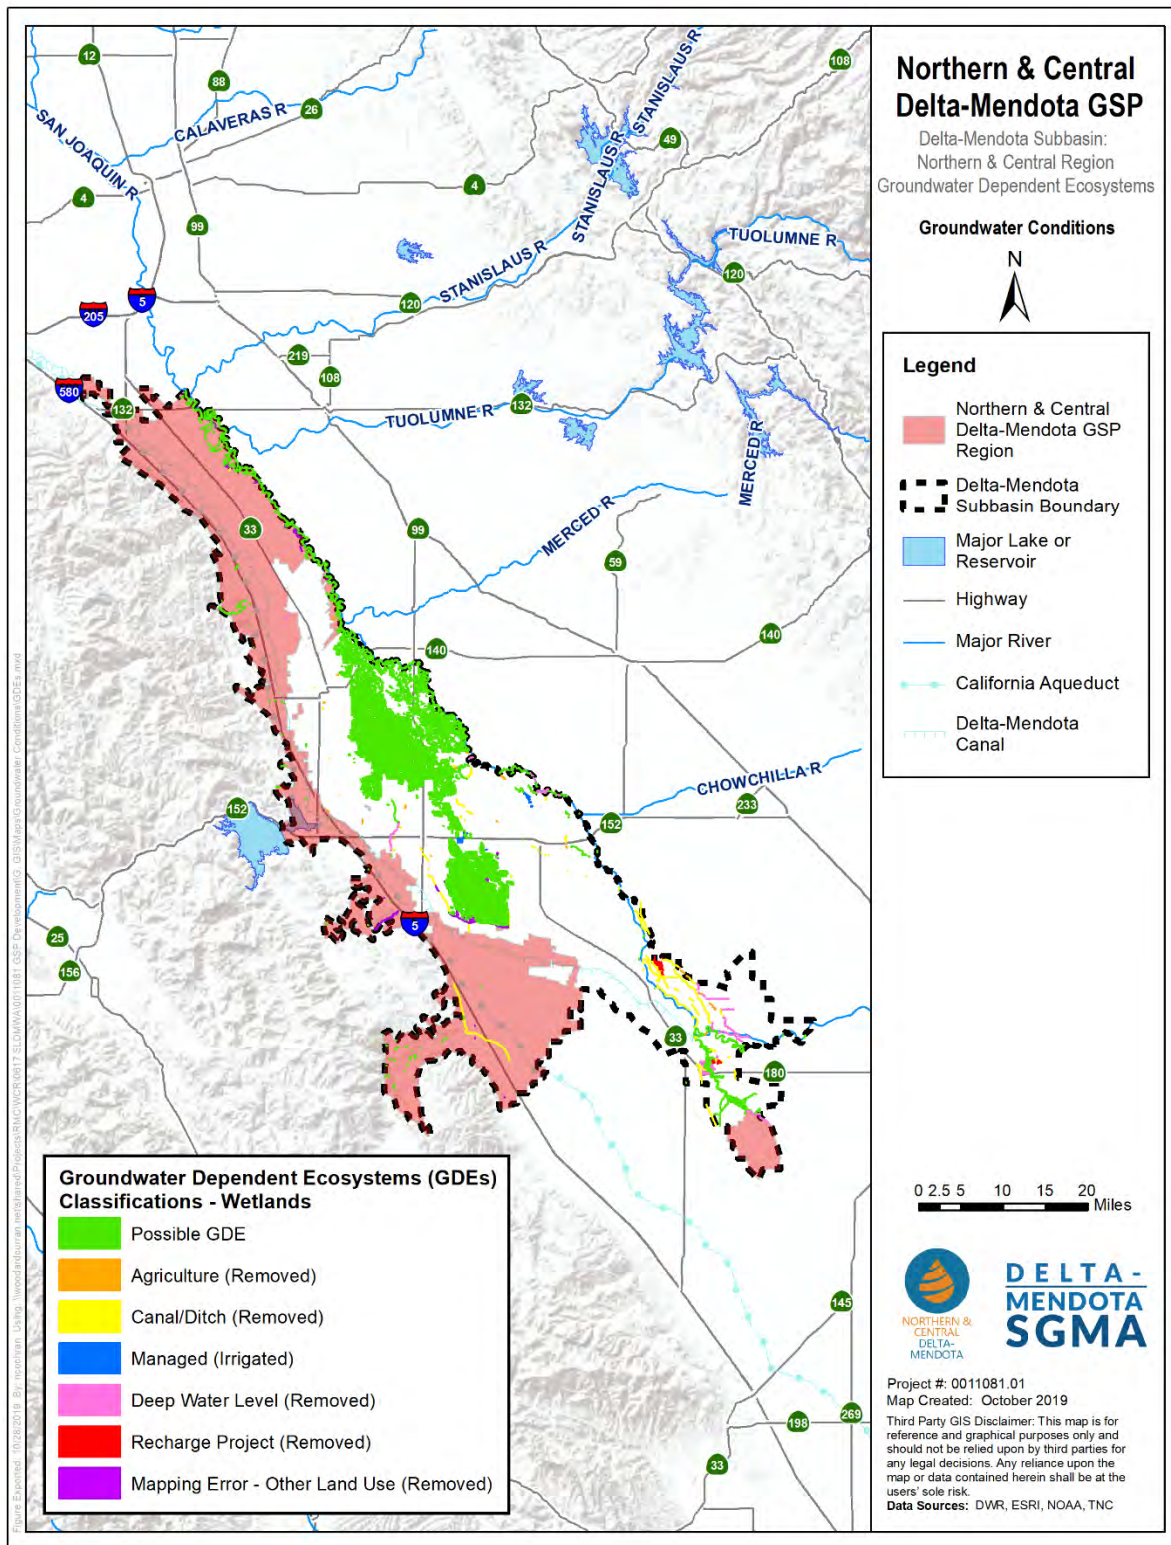 Northern & Central
Delta-Mendota GSP
Delta-Mendota Subbasin:
Northern & Central Region
Groundwater Dependent Ecosystems
Groundwater Conditions
N
Legend
Northern & Central
Delta-Mendota GSP
Region
Delta-Mendota
Subbasin Boundary
Major Lake or
Reservoir
Highway
Major River
California Aqueduct
Delta-Mendota
Canal
0 2.5 5 10 15 20
Miles
NORTHERN &
CENTRAL
DELTA-
MENDOTA
DELTA-
MENDOTA
SGMA
Project #: 0011081.01
Map Created: October 2019
Third Party GIS Disclaimer: This map is for
reference and graphical purposes only and
should not be relied upon by third parties for
any legal decisions. Any reliance upon the
map or data contained herein shall be at the
users' sole risk.
Data Sources: DWR, ESRI, NOAA, TNC
12
88
26
108
49
4
4
99
SAN JOAQUIN R
CALAVERAS R
STANISLAUS R
STANISLAUS R
STANISLAUS R
TUOLUMNE R
120
120
5
205
219
108
580
132
132
TUOLUMNE R
MERCED R
MERCED R
33
99
59
140
140
CHOWCHILLA R
233
152
152
5
25
156
33
180
145
198
269
33
Groundwater Dependent Ecosystems (GDEs)
Classifications - Wetlands
Possible GDE
Agriculture (Removed)
Canal/Ditch (Removed)
Managed (Irrigated)
Deep Water Level (Removed)
Recharge Project (Removed)
Mapping Error - Other Land Use (Removed)